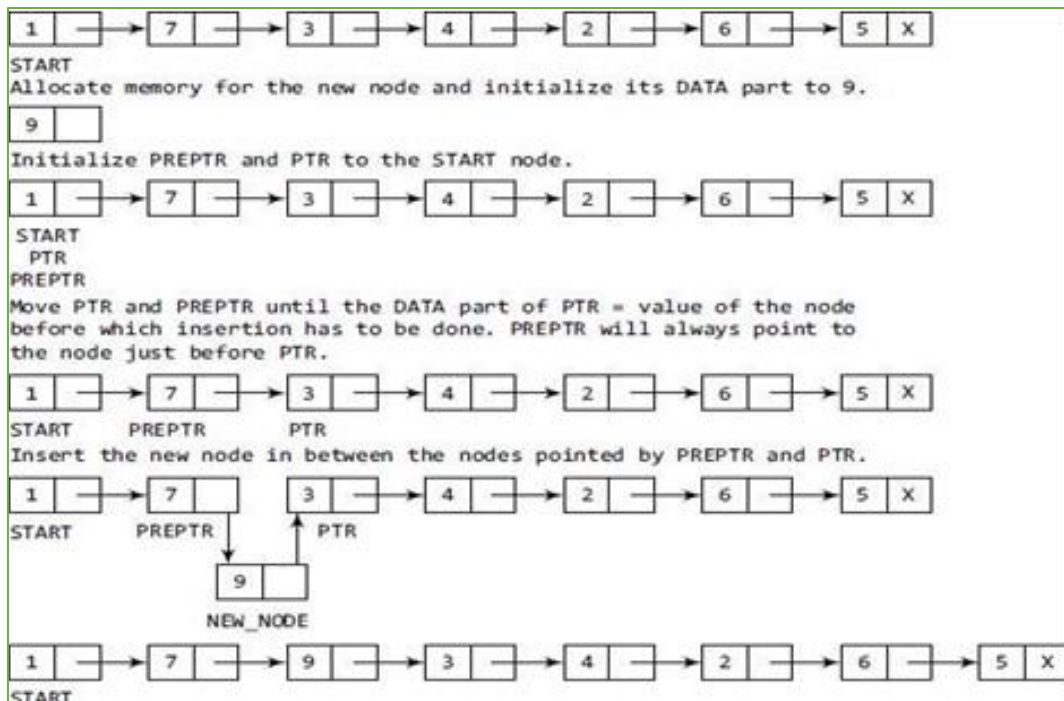 1 7 3 4 2 6 5 X
START
Allocate memory for the new node and initialize its DATA part to 9.
9
Initialize PREPTR and PTR to the START node.
1 7 3 4 2 6 5 X
START
PTR
PREPTR
Move PTR and PREPTR until the DATA part of PTR = value of the node
before which insertion has to be done. PREPTR will always point to
the node just before PTR.
1 7 3 4 2 6 5 X
START PREPTR PTR
Insert the new node in between the nodes pointed by PREPTR and PTR.
1 7 3 4 2 6 5 X
START PREPTR PTR
9
NEW_NODE
1 7 9 3 4 2 6 5 X
START